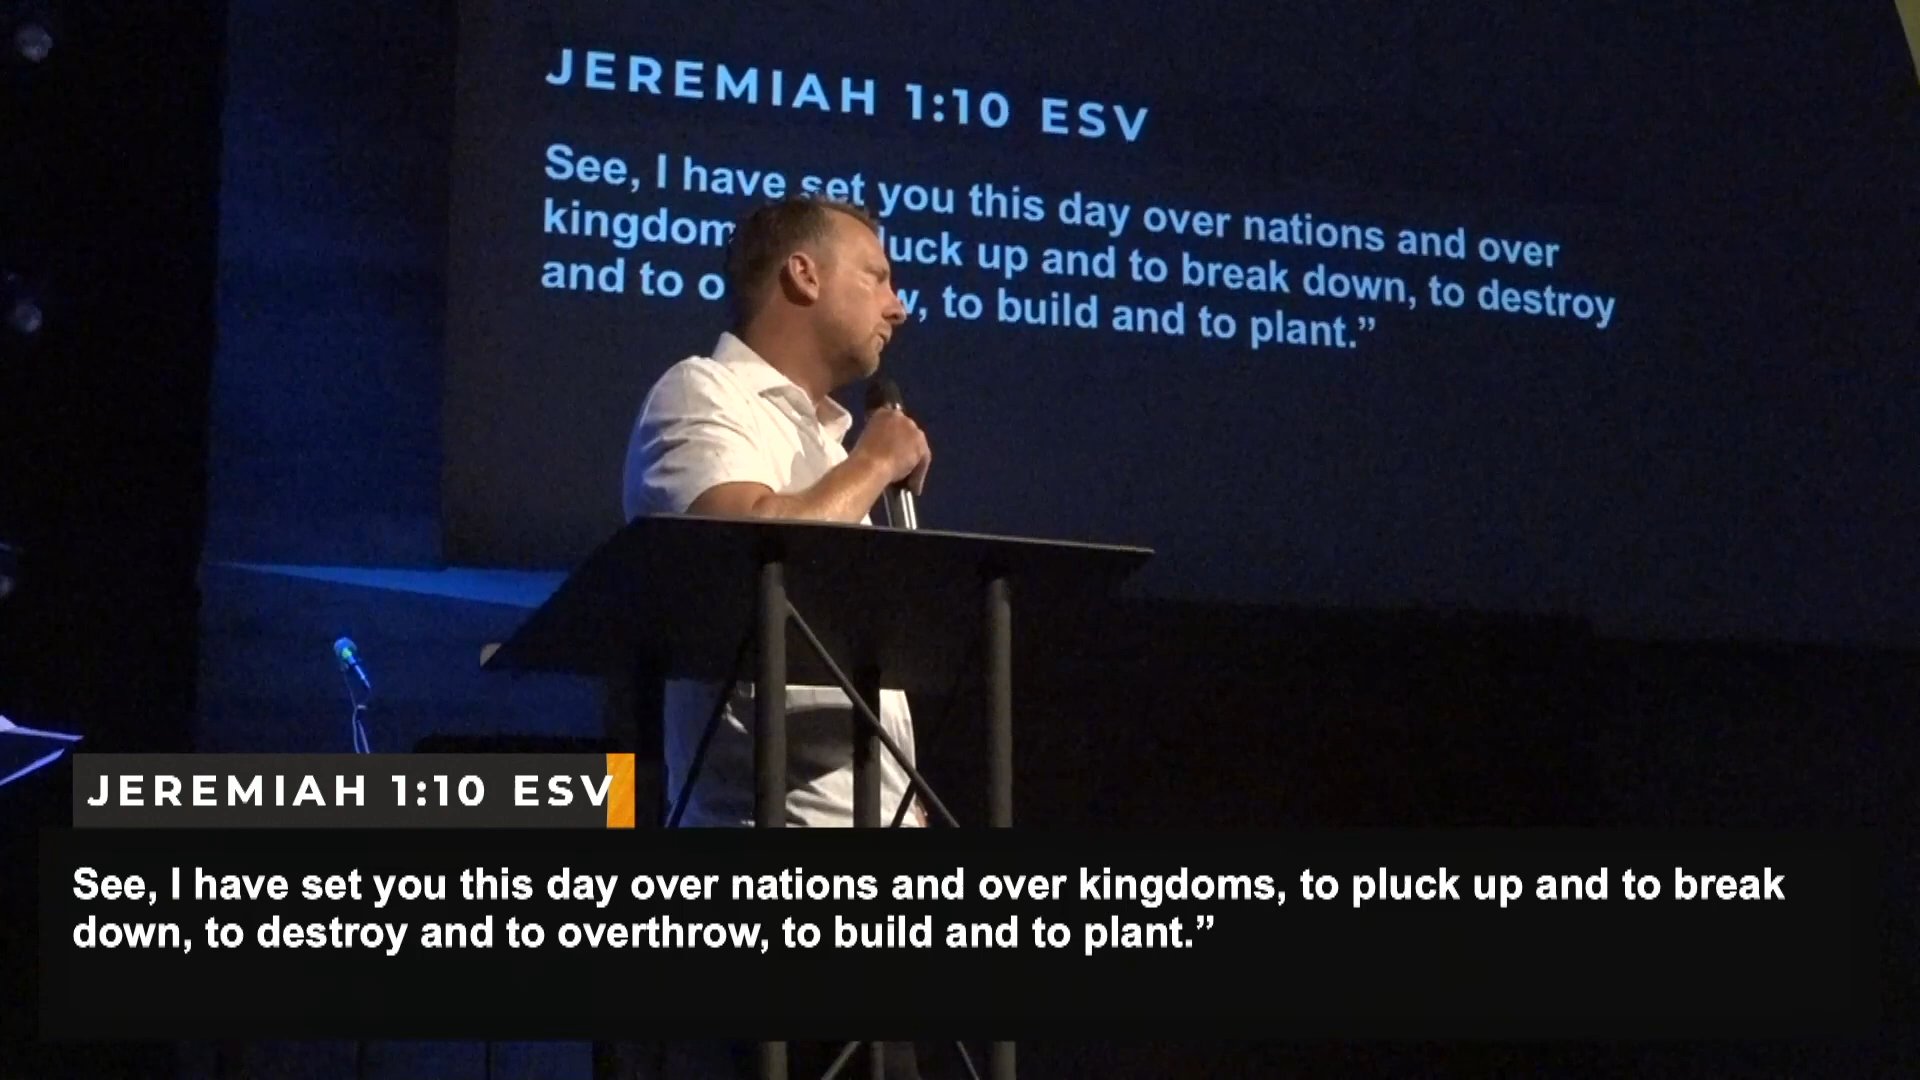 JEREMIAH 1:10 ESV
See, I have set you this day over nations and over
kingdom luck up and to break down, to destroy
and to o w, to build and to plant.”
JEREMIAH 1:10 ESV
See, I have set you this day over nations and over kingdoms, to pluck up and to break
down, to destroy and to overthrow, to build and to plant.”